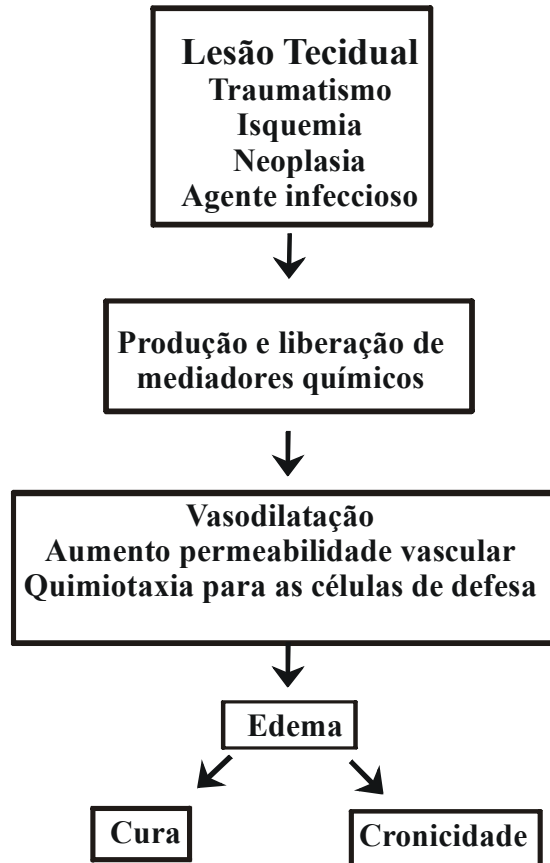 Lesão Tecidual
Traumatismo
Isquemia
Neoplasia
Agente infeccioso
Produção e liberação de
mediadores químicos
Vasodilatação
Aumento permeabilidade vascular
Quimiotaxia para as células de defesa
Edema
Cura
Cronicidade